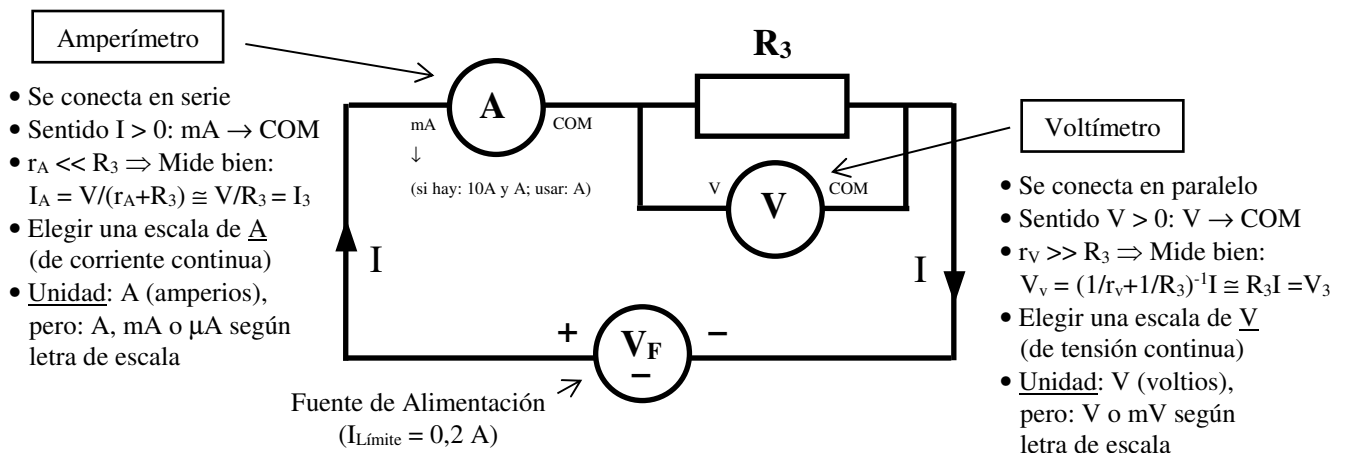 Amperímetro
• Se conecta en serie
• Sentido I > 0: mA → COM
• rA << R3 ⇒ Mide bien:
IA = V/(rA+R3) ≅ V/R3 = I3
• Elegir una escala de A
(de corriente continua)
• Unidad: A (amperios),
pero: A, mA o µA según
letra de escala
R3
A
mA
COM
↓
(si hay: 10A y A; usar: A)
V
V
COM
I
I
+
–
VF
–
Fuente de Alimentación
(ILímite = 0,2 A)
Voltímetro
• Se conecta en paralelo
• Sentido V > 0: V → COM
• rV >> R3 ⇒ Mide bien:
Vv = (1/rv+1/R3)-1I ≅ R3I =V3
• Elegir una escala de V
(de tensión continua)
• Unidad: V (voltios),
pero: V o mV según
letra de escala